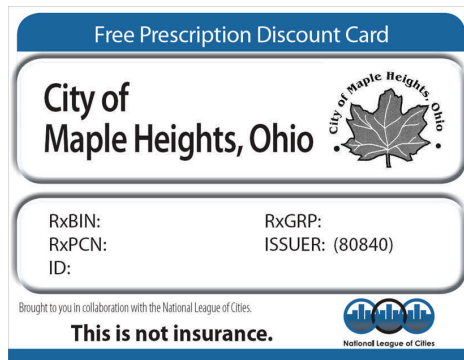 Free Prescription Discount Card
City of
Maple Heights, Ohio
City of Maple Heights, Ohio
RxBIN:
RxGRP:
RxPCN:
ISSUER: (80840)
ID:
Brought to you in collaboration with the National League of Cities.
This is not insurance.
National League of Cities